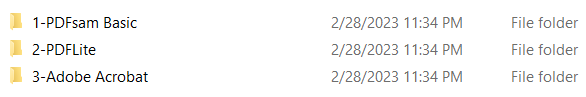 1-PDFsam Basic 2/28/2023 11:34 PM File folder
2-PDFLite 2/28/2023 11:34 PM File folder
3-Adobe Acrobat 2/28/2023 11:34 PM File folder